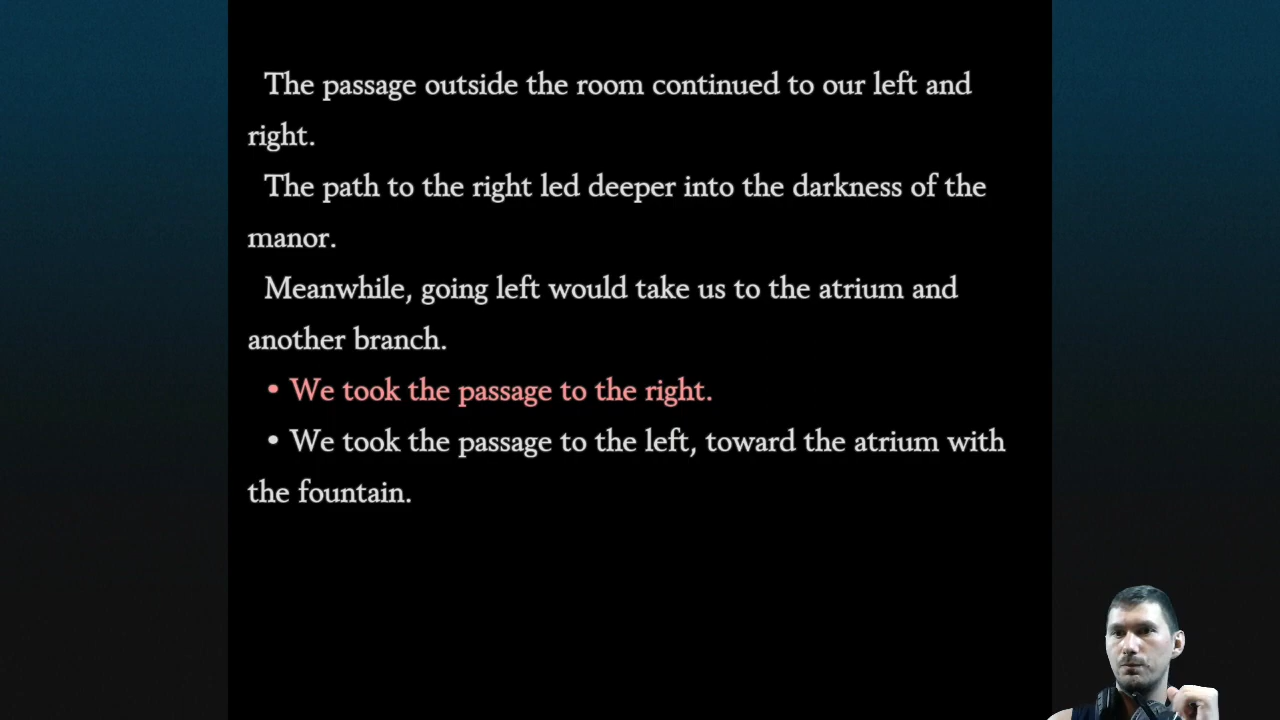 The passage outside the room continued to our left and
right.
The path to the right led deeper into the darkness of the
manor.
Meanwhile, going left would take us to the atrium and
another branch.
• We took the passage to the right.
• We took the passage to the left, toward the atrium with
the fountain.